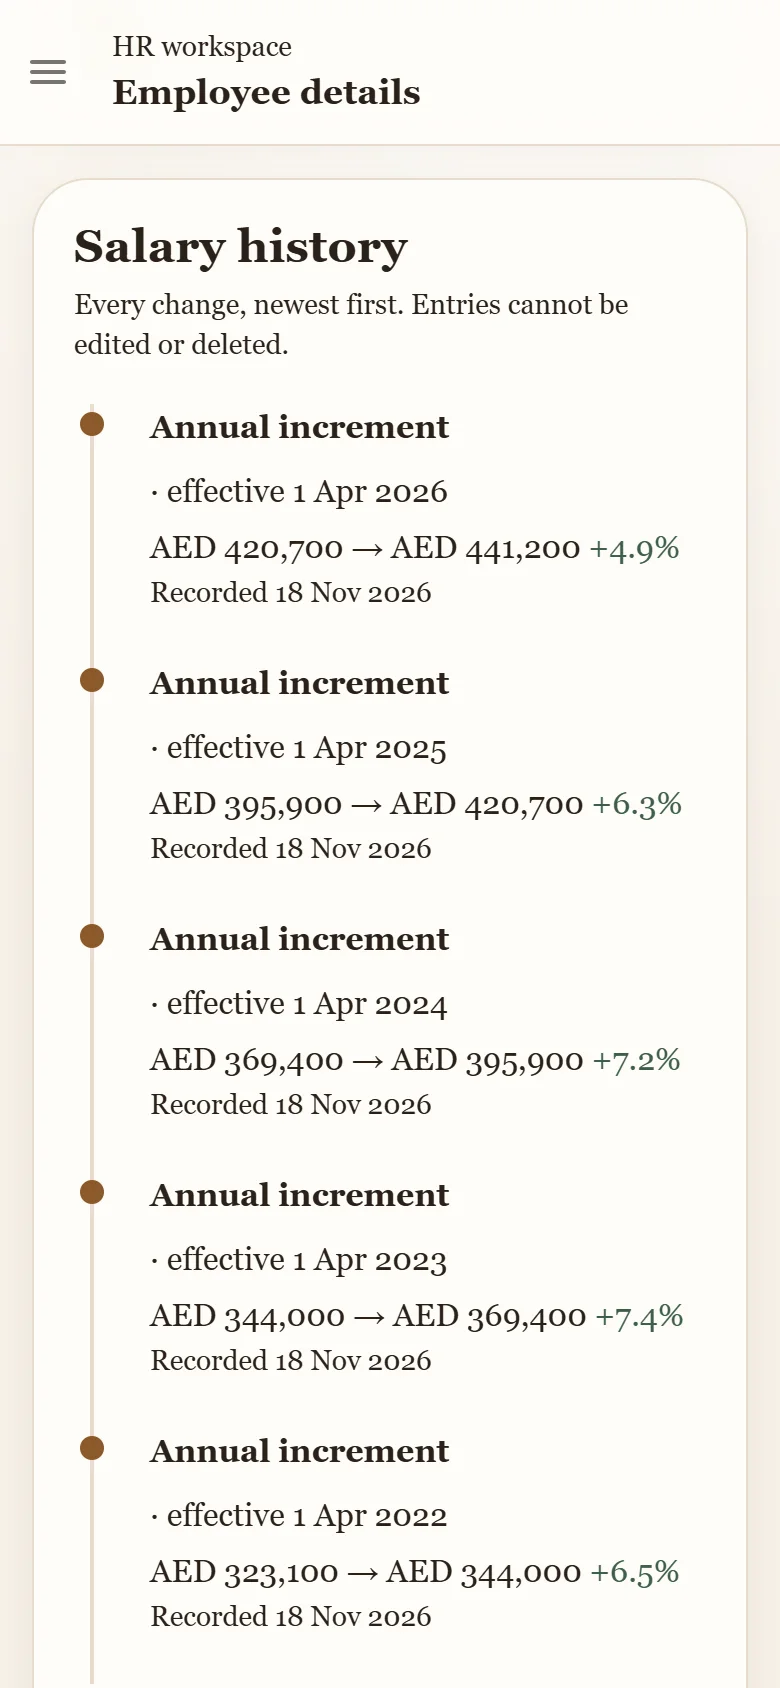 HR workspace
Employee details
Salary history
Every change, newest first. Entries cannot be
edited or deleted.
Annual increment
· effective 1 Apr 2026
AED 420,700 → AED 441,200 +4.9%
Recorded 18 Nov 2026
Annual increment
· effective 1 Apr 2025
AED 395,900 → AED 420,700 +6.3%
Recorded 18 Nov 2026
Annual increment
· effective 1 Apr 2024
AED 369,400 → AED 395,900 +7.2%
Recorded 18 Nov 2026
Annual increment
· effective 1 Apr 2023
AED 344,000 → AED 369,400 +7.4%
Recorded 18 Nov 2026
Annual increment
· effective 1 Apr 2022
AED 323,100 → AED 344,000 +6.5%
Recorded 18 Nov 2026